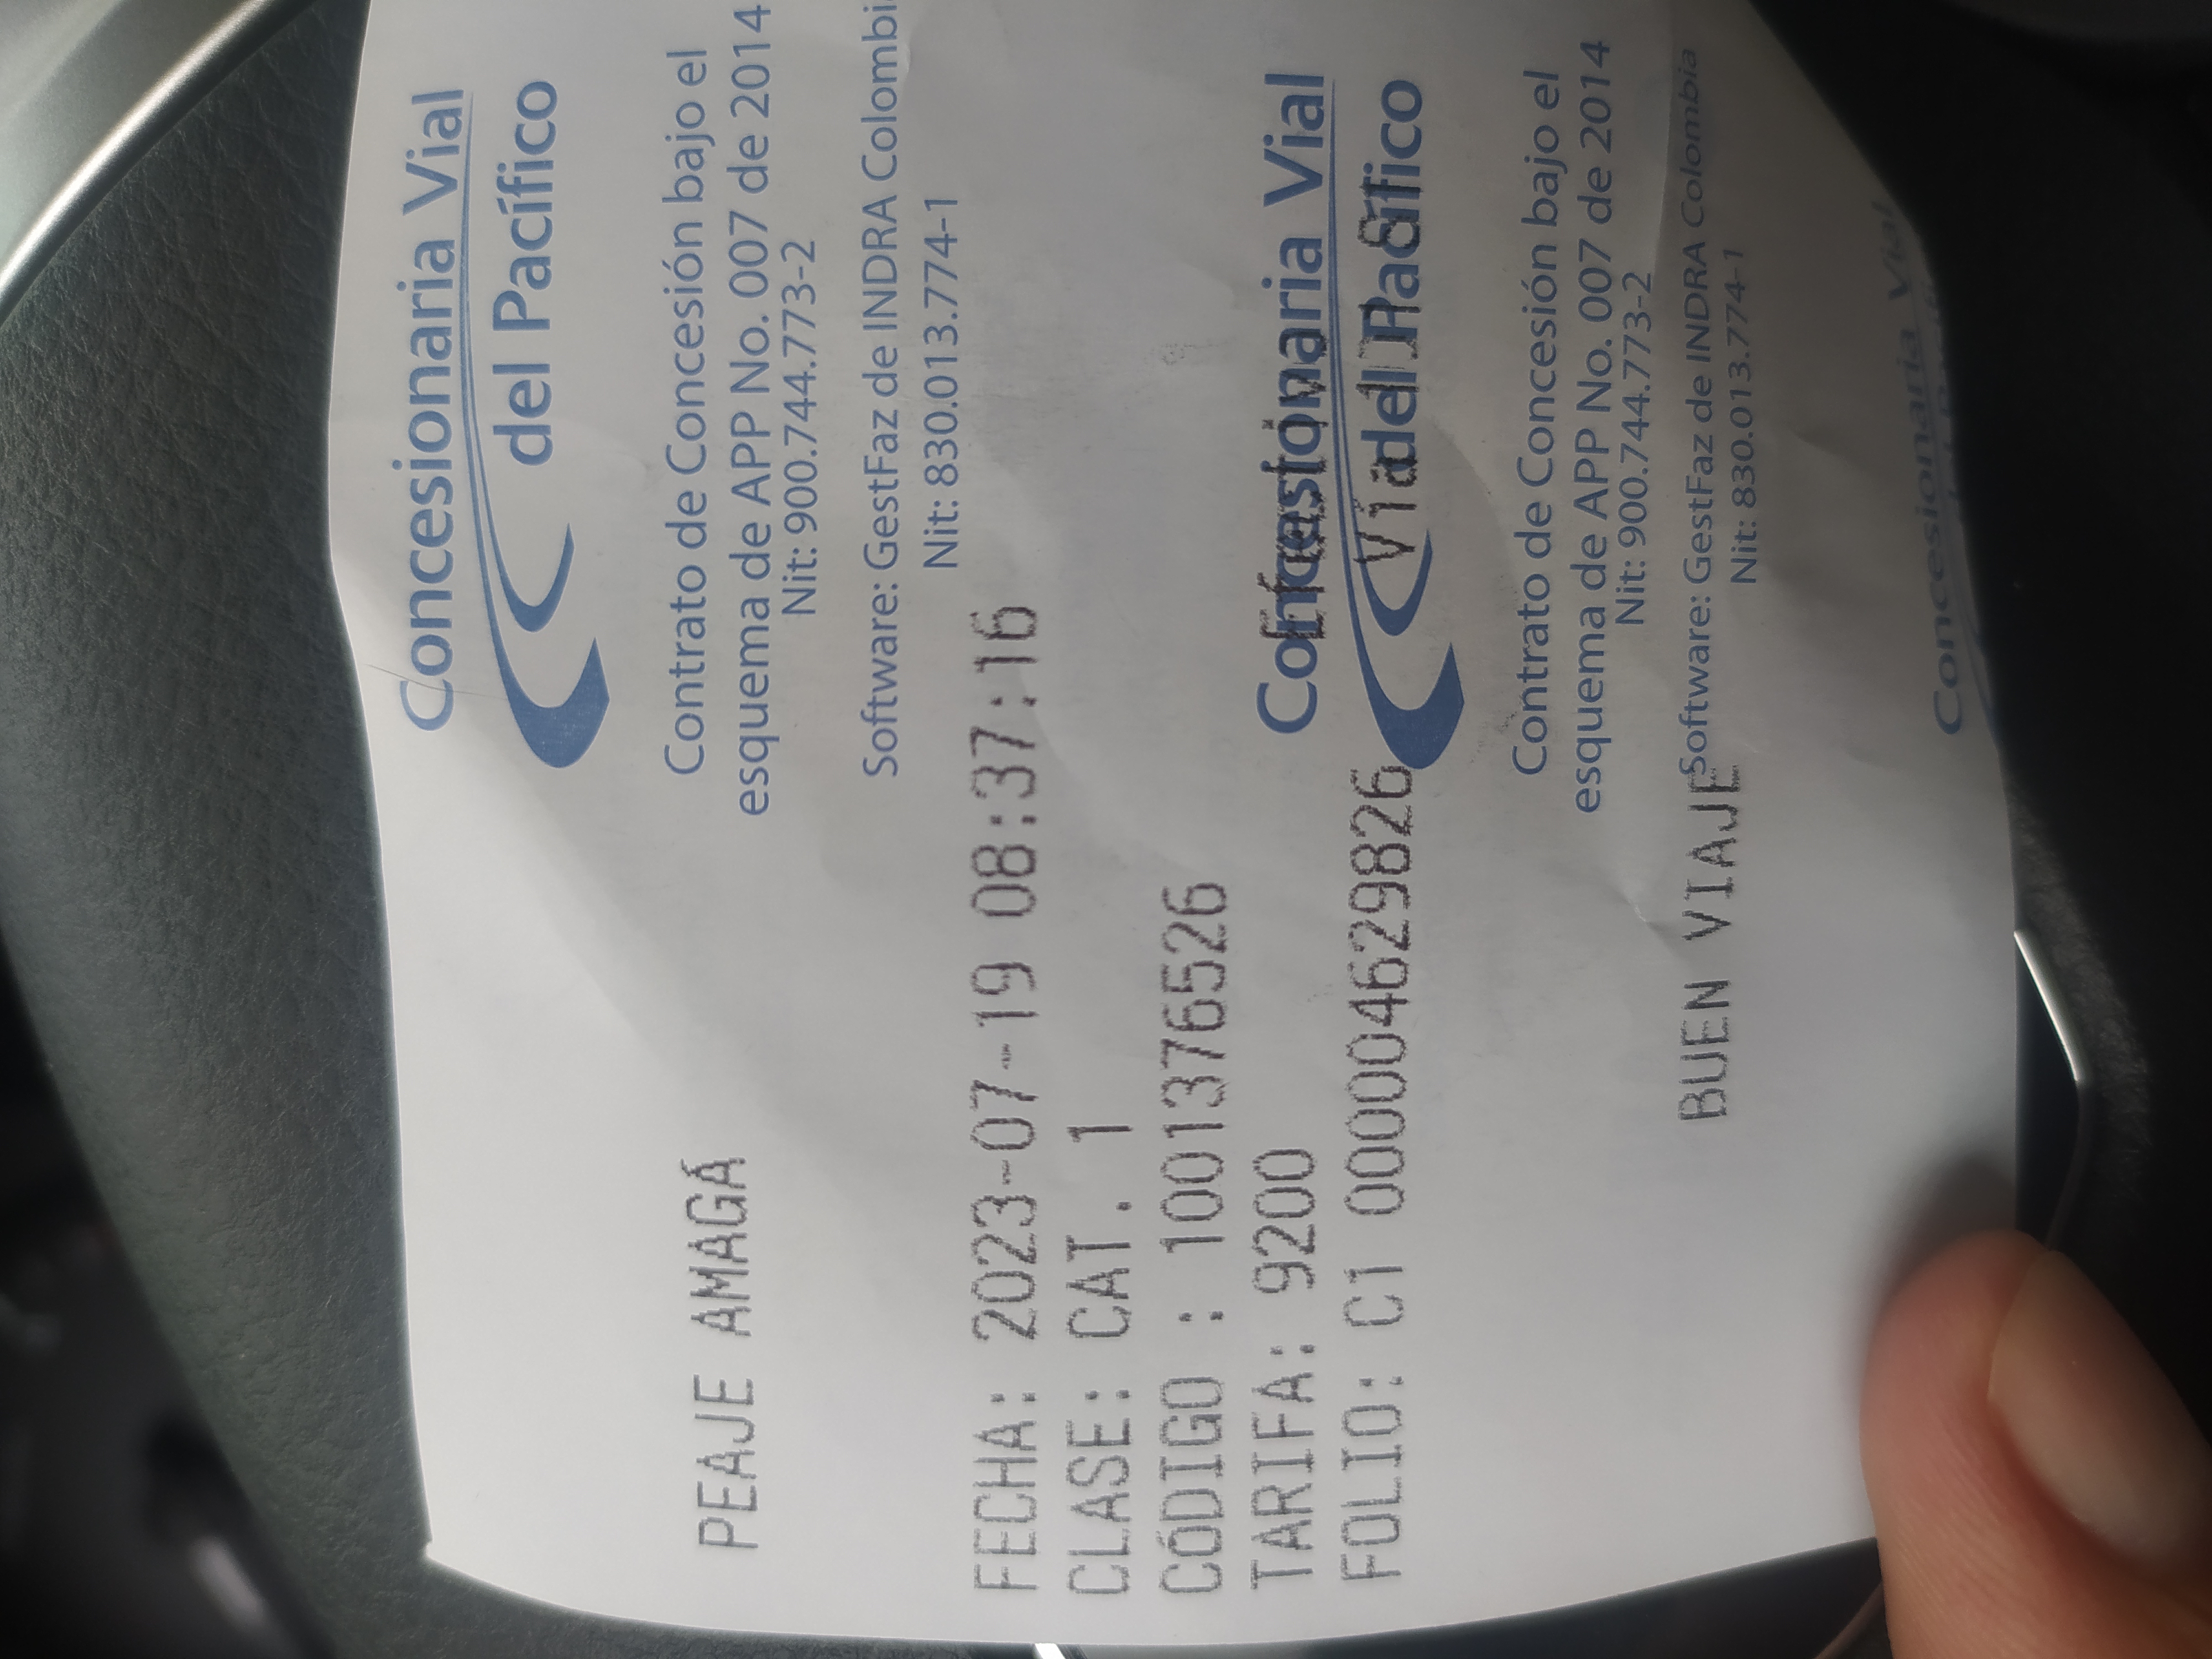 Concesionaria Vial
del Pacífico
Contrato de Concesión bajo el
esquema de APP No. 007 de 2014
Nit: 900.744.773-2
Software: GestFaz de INDRA Colombia
Nit: 830.013.774-1
PEAJE AMAGÁ
FECHA: 2023-07-19 08:37:16
CLASE: CAT. 1
CÓDIGO : 1001376526
TARIFA: 9200
FOLIO: C1 00004629826
Concesionaria Vial
del Pacífico
Vía
Contrato de Concesión bajo el
esquema de APP No. 007 de 2014
Nit: 900.744.773-2
Software: GestFaz de INDRA Colombia
Nit: 830.013.774-1
BUEN VIAJE
Concesionaria Vial